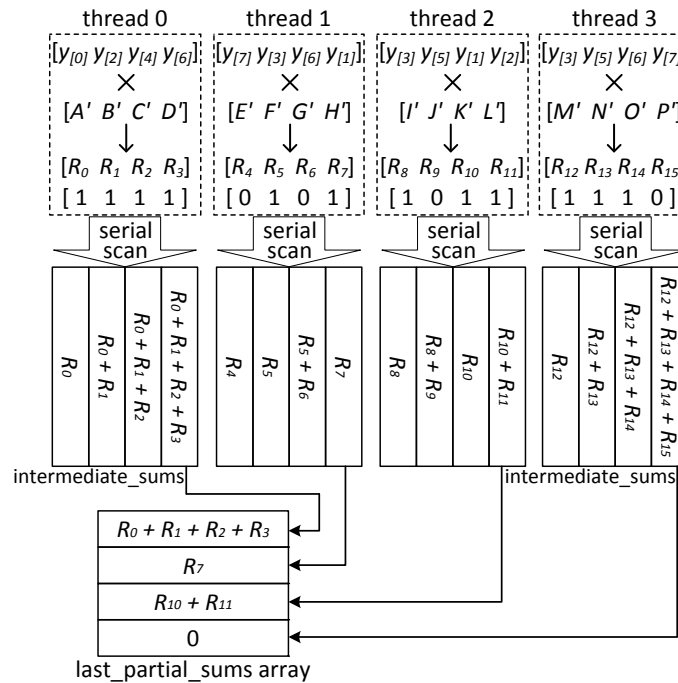 thread 0 thread 1 thread 2 thread 3
[y[0] y[2] y[4] y[6]] [y[7] y[3] y[6] y[1]] [y[3] y[5] y[1] y[2]] [y[3] y[5] y[6] y[7]]
× × × ×
[A' B' C' D'] [E' F' G' H'] [I' J' K' L'] [M' N' O' P']
[R0 R1 R2 R3] [R4 R5 R6 R7] [R8 R9 R10 R11] [R12 R13 R14 R15]
[1 1 1 1] [0 1 0 1] [1 0 1 1] [1 1 1 0]
serial scan serial scan serial scan serial scan
R0
R0 + R1
R0 + R1 + R2
R0 + R1 + R2 + R3
R4
R5
R5 + R6
R7
R8
R8 + R9
R10
R10 + R11
R12
R12 + R13
R12 + R13 + R14
R12 + R13 + R14 + R15
intermediate_sums intermediate_sums
R0 + R1 + R2 + R3
R7
R10 + R11
0
last_partial_sums array